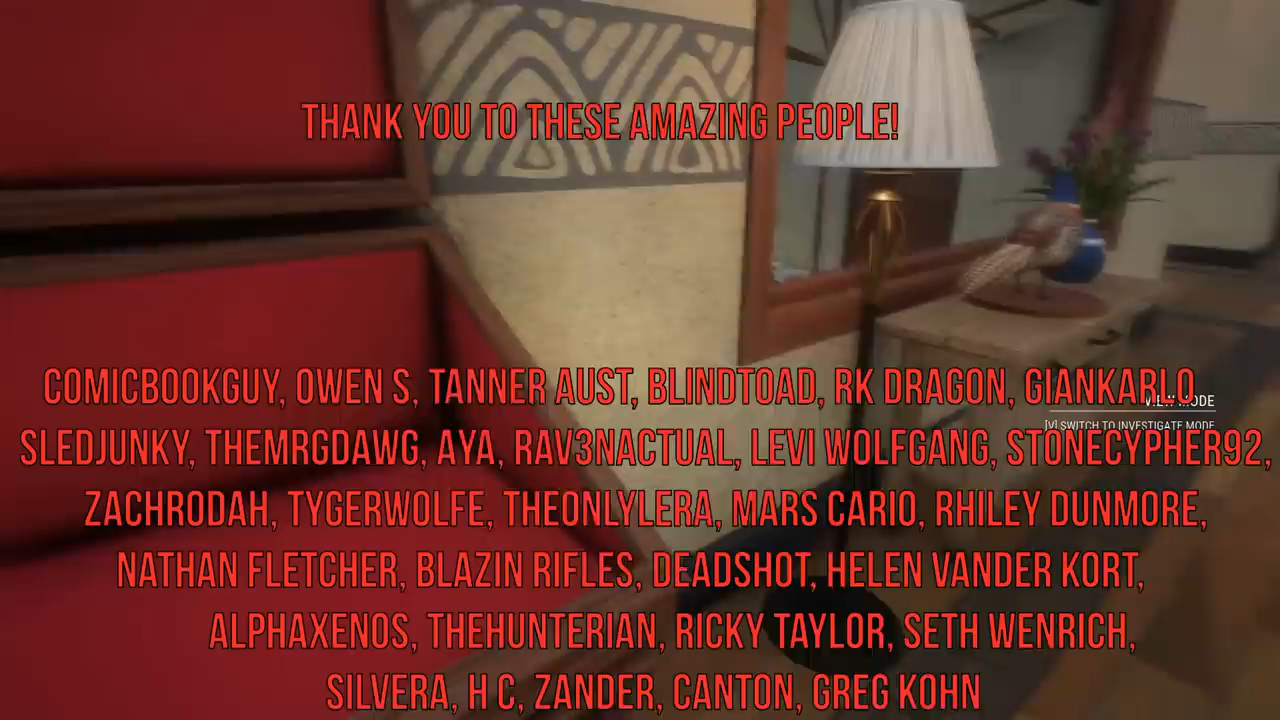 THANK YOU TO THESE AMAZING PEOPLE!
COMICBOOKGUY, OWEN S, TANNER AUST, BLINDTOAD, RK DRAGON, GIANKARLO,
VIEW MODE
[V] SWITCH TO INVESTIGATE MODE
SLEDJUNKY, THEMRGDAWG, AYA, RAV3NACTUAL, LEVI WOLFGANG, STONECYPHER92,
ZACHRODAH, TYGERWOLFE, THEONLYLERA, MARS CARIO, RHILEY DUNMORE,
NATHAN FLETCHER, BLAZIN RIFLES, DEADSHOT, HELEN VANDER KORT,
ALPHAXENOS, THEHUNTERIAN, RICKY TAYLOR, SETH WENRICH,
SILVERA, H C, ZANDER, CANTON, GREG KOHN